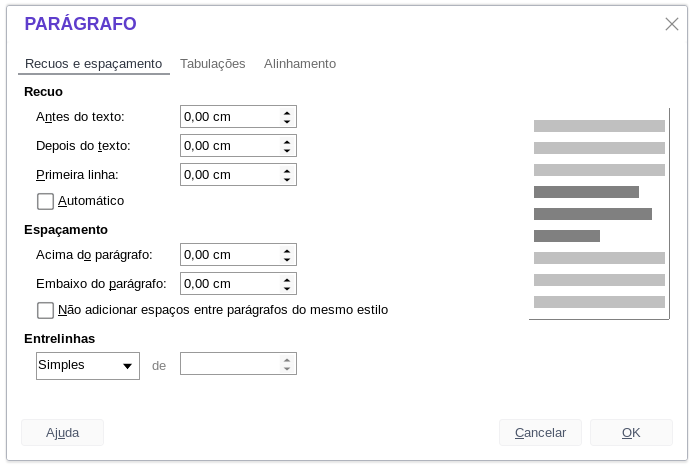 PARÁGRAFO
Recuos e espaçamento Tabulações Alinhamento
Recuo
Antes do texto: 0,00 cm
Depois do texto: 0,00 cm
Primeira linha: 0,00 cm
Automático
Espaçamento
Acima do parágrafo: 0,00 cm
Embaixo do parágrafo: 0,00 cm
Não adicionar espaços entre parágrafos do mesmo estilo
Entrelinhas
Simples de
Ajuda Cancelar OK